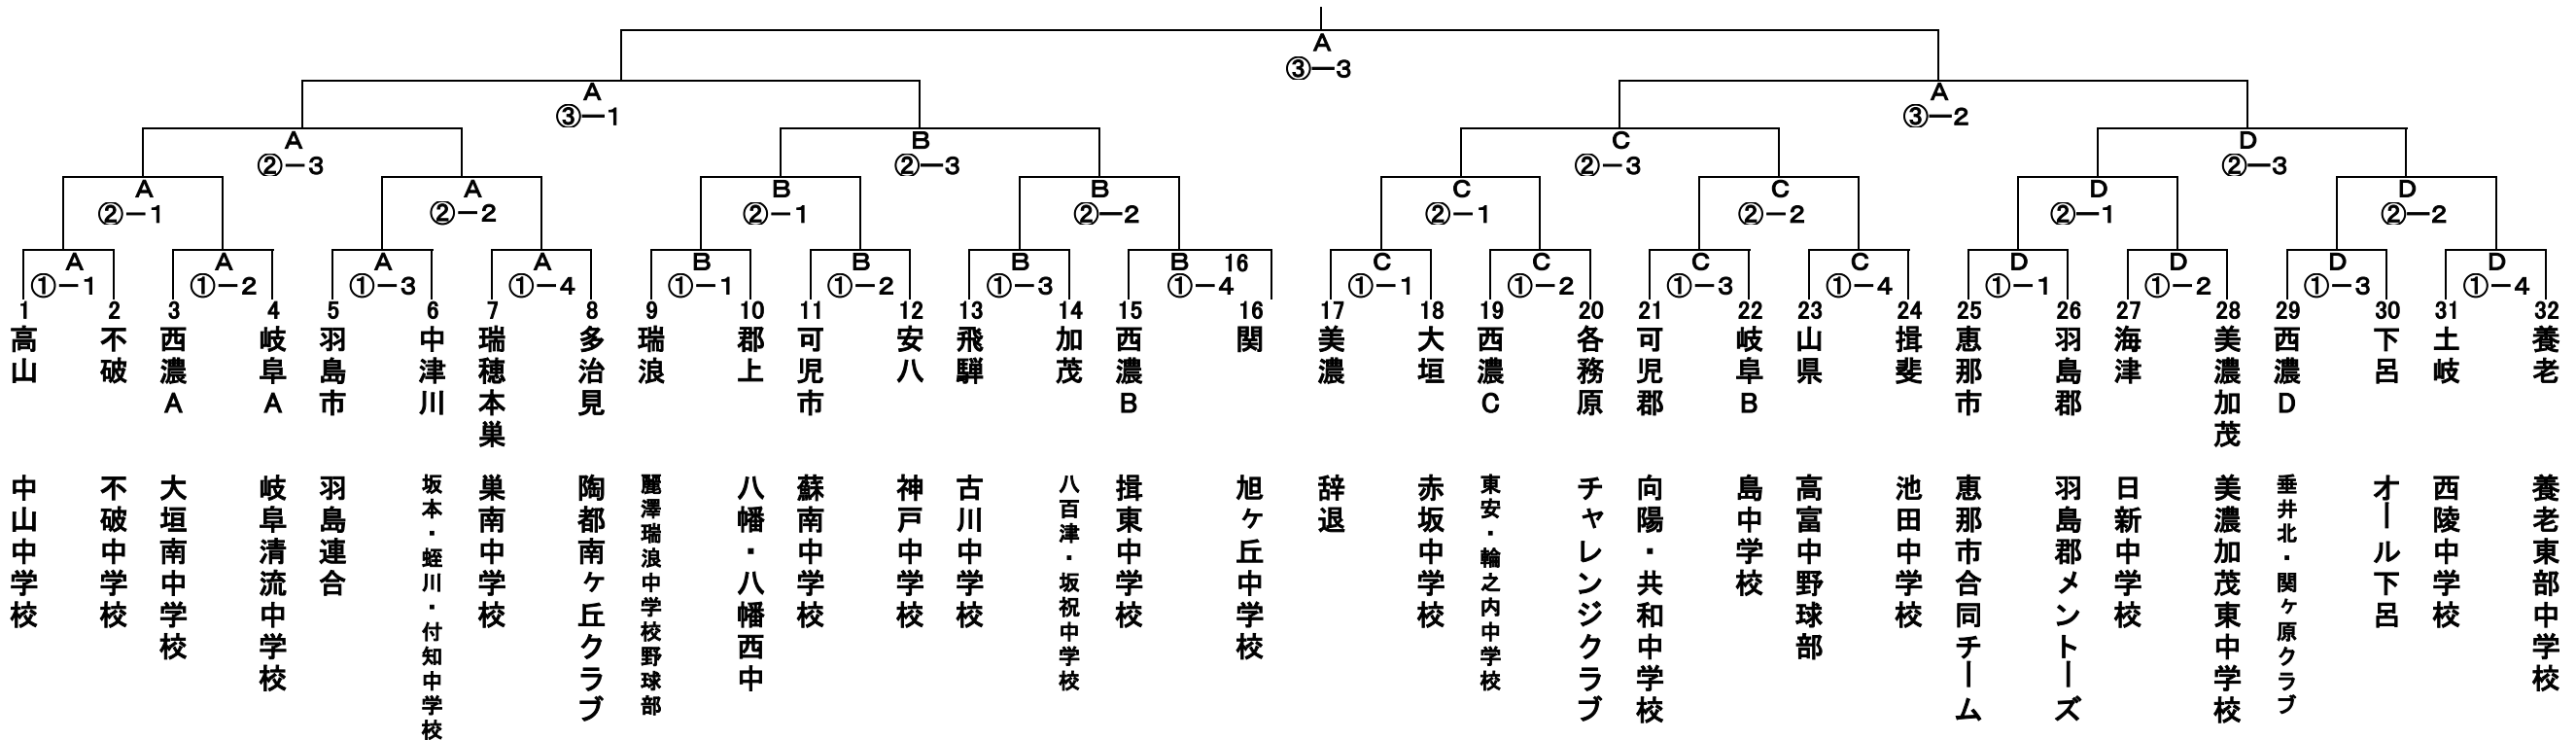 A
③ー3
A
③ー1
A
③ー2
A
②ー3
B
②ー3
C
②ー3
D
②ー3
A
②ー1
A
②ー2
B
②ー1
B
②ー2
C
②ー1
C
②ー2
D
②ー1
D
②ー2
A
①ー1
A
①ー2
A
①ー3
A
①ー4
B
①ー1
B
①ー2
B
①ー3
B
①ー4
16
C
①ー1
C
①ー2
C
①ー3
C
①ー4
D
①ー1
D
①ー2
D
①ー3
D
①ー4
1
高山
中山中学校
2
不破
不破中学校
3
西濃A
大垣南中学校
4
岐阜A
岐阜清流中学校
5
羽島市
羽島連合
6
中津川
坂本・蛭川・付知中学校
7
瑞穂本巣
巣南中学校
8
多治見
陶都南ヶ丘クラブ
9
瑞浪
麗澤瑞浪中学校野球部
10
郡上
八幡・八幡西中
11
可児市
蘇南中学校
12
安八
神戸中学校
13
飛騨
古川中学校
14
加茂
八百津・坂祝中学校
15
西濃B
揖東中学校
16
関
旭ヶ丘中学校
17
美濃
辞退
18
大垣
赤坂中学校
19
西濃C
東安・輪之内中学校
20
各務原
チャレンジクラブ
21
可児郡
向陽・共和中学校
22
岐阜B
島中学校
23
山県
高富中野球部
24
揖斐
池田中学校
25
恵那市
恵那市合同チーム
26
羽島郡
羽島郡メントーズ
27
海津
日新中学校
28
美濃加茂
美濃加茂東中学校
29
西濃D
垂井北・関ヶ原クラブ
30
下呂
オール下呂
31
土岐
西陵中学校
32
養老
養老東部中学校